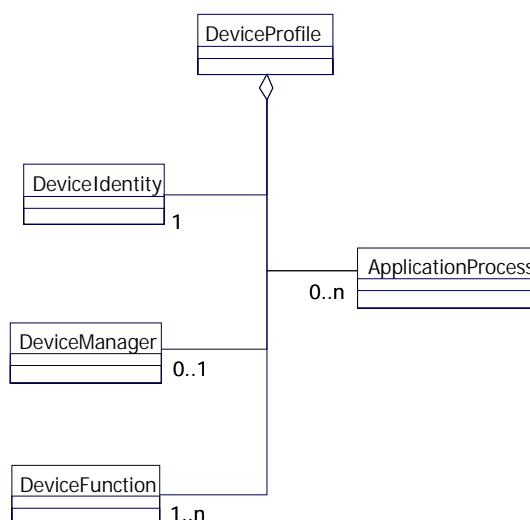 DeviceProfile
DeviceIdentity
1
ApplicationProcess
0..n
DeviceManager
0..1
DeviceFunction
1..n